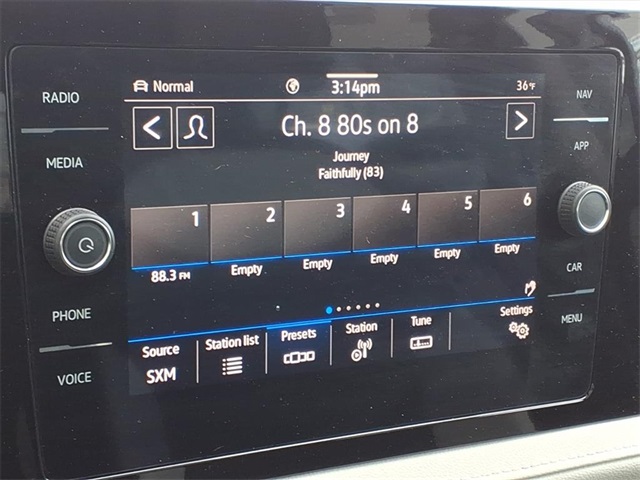 RADIO
MEDIA
PHONE
VOICE
Normal
3:14pm
36°F
Ch. 8 80s on 8
Journey
Faithfully (83)
1 2 3 4 5 6
88.3 FM Empty Empty Empty Empty Empty
Source Station list Presets Station Tune Settings
SXM
NAV
APP
CAR
MENU